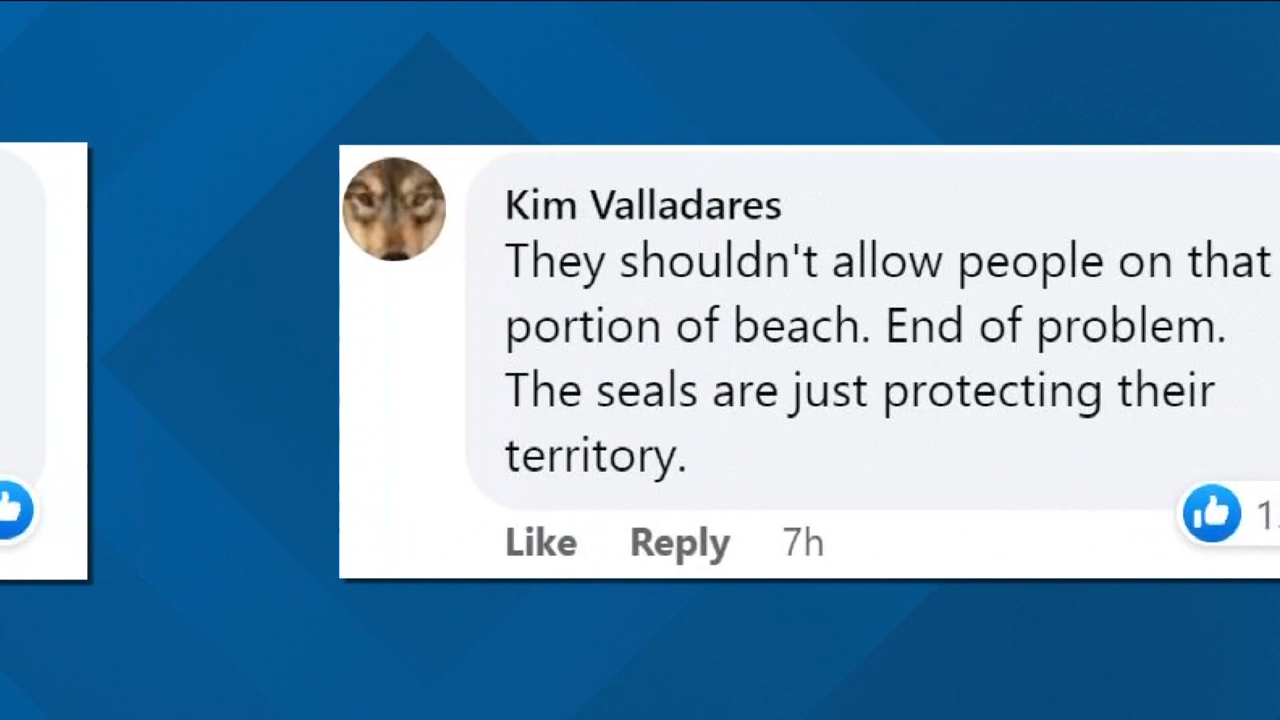 Kim Valladares
They shouldn't allow people on that
portion of beach. End of problem.
The seals are just protecting their
territory.
Like Reply 7h